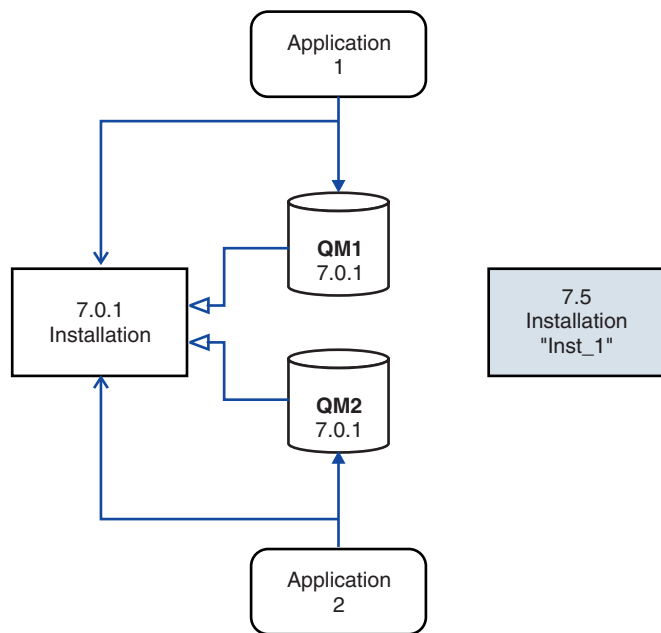 Application
1
QM1
7.0.1
7.0.1
Installation
7.5
Installation
"Inst_1"
QM2
7.0.1
Application
2